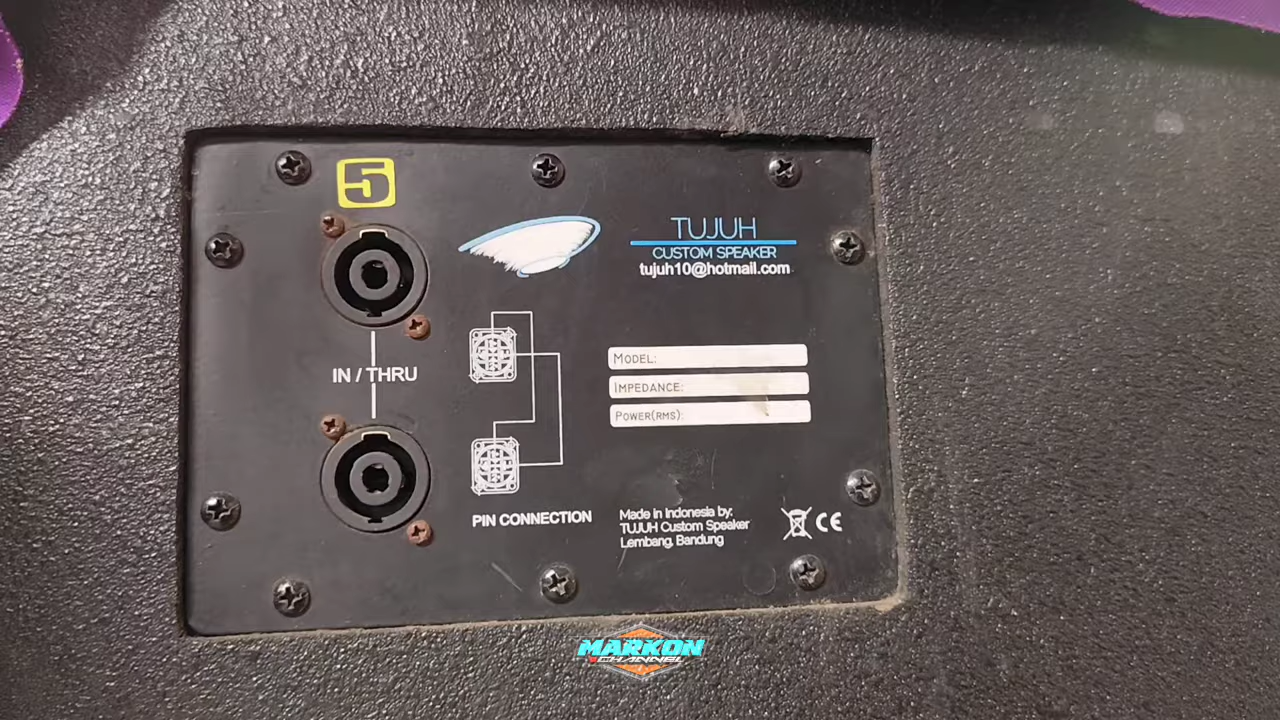 5
TUJUH
CUSTOM SPEAKER
tujuh10@hotmail.com
IN / THRU
MODEL:
IMPEDANCE:
POWER(RMS):
PIN CONNECTION
Made in Indonesia by:
TUJUH Custom Speaker
Lembang, Bandung
CE
MARKON
CHANNEL